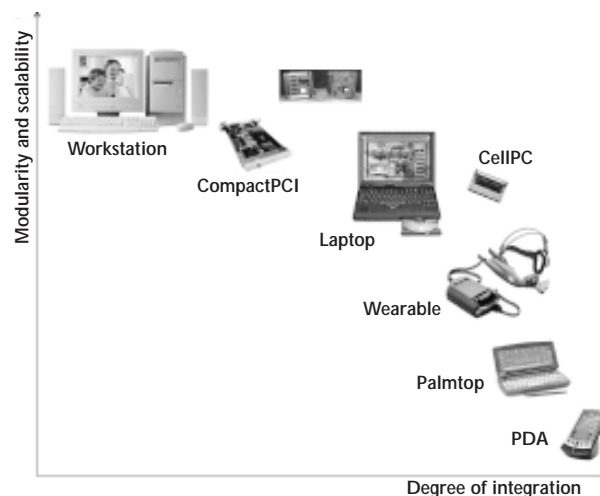 Modularity and scalability
Workstation
CompactPCI
CellPC
Laptop
Wearable
Palmtop
PDA
Degree of integration